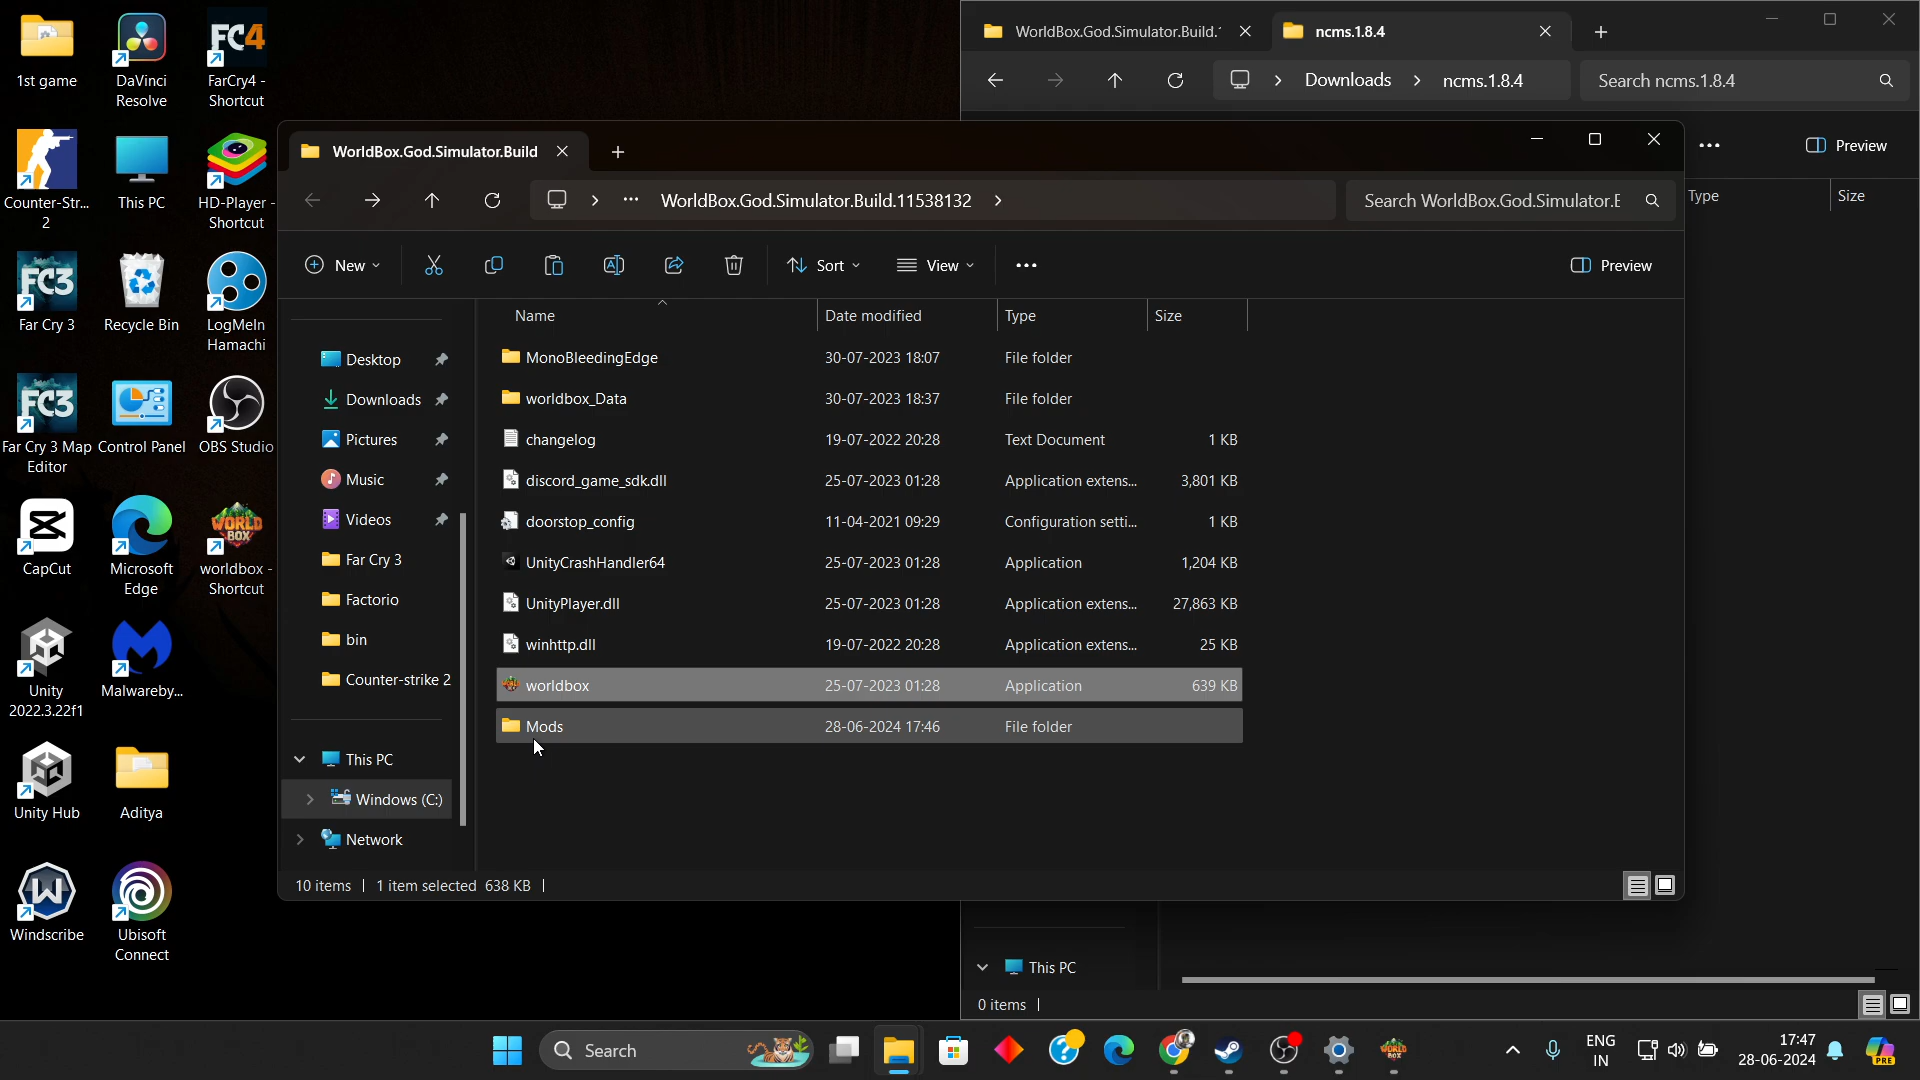 1st game
DaVinci
Resolve
FC4
FarCry4 -
Shortcut
Counter-Str...
2
This PC
HD-Player -
Shortcut
FC3
Far Cry 3
Recycle Bin
LogMeIn
Hamachi
FC3
Far Cry 3 Map
Editor
Control Panel
OBS Studio
CapCut
Microsoft
Edge
WORLD
BOX
worldbox -
Shortcut
Unity
2022.3.22f1
Malwareby...
Unity Hub
Aditya
Windscribe
Ubisoft
Connect
WorldBox.God.Simulator.Build.
ncms.1.8.4
Downloads
ncms.1.8.4
Search ncms.1.8.4
Preview
Type
Size
WorldBox.God.Simulator.Build
WorldBox.God.Simulator.Build.11538132
Search WorldBox.God.Simulator.E
New
Sort
View
Preview
Name
Date modified
Type
Size
Desktop
Downloads
Pictures
Music
Videos
Far Cry 3
Factorio
bin
Counter-strike 2
This PC
Windows (C:)
Network
MonoBleedingEdge 30-07-2023 18:07 File folder
worldbox_Data 30-07-2023 18:37 File folder
changelog 19-07-2022 20:28 Text Document 1 KB
discord_game_sdk.dll 25-07-2023 01:28 Application extens... 3,801 KB
doorstop_config 11-04-2021 09:29 Configuration setti... 1 KB
UnityCrashHandler64 25-07-2023 01:28 Application 1,204 KB
UnityPlayer.dll 25-07-2023 01:28 Application extens... 27,863 KB
winhttp.dll 19-07-2022 20:28 Application extens... 25 KB
worldbox 25-07-2023 01:28 Application 639 KB
Mods 28-06-2024 17:46 File folder
10 items
1 item selected 638 KB
This PC
0 items
Search
ENG
IN
17:47
28-06-2024
PRE